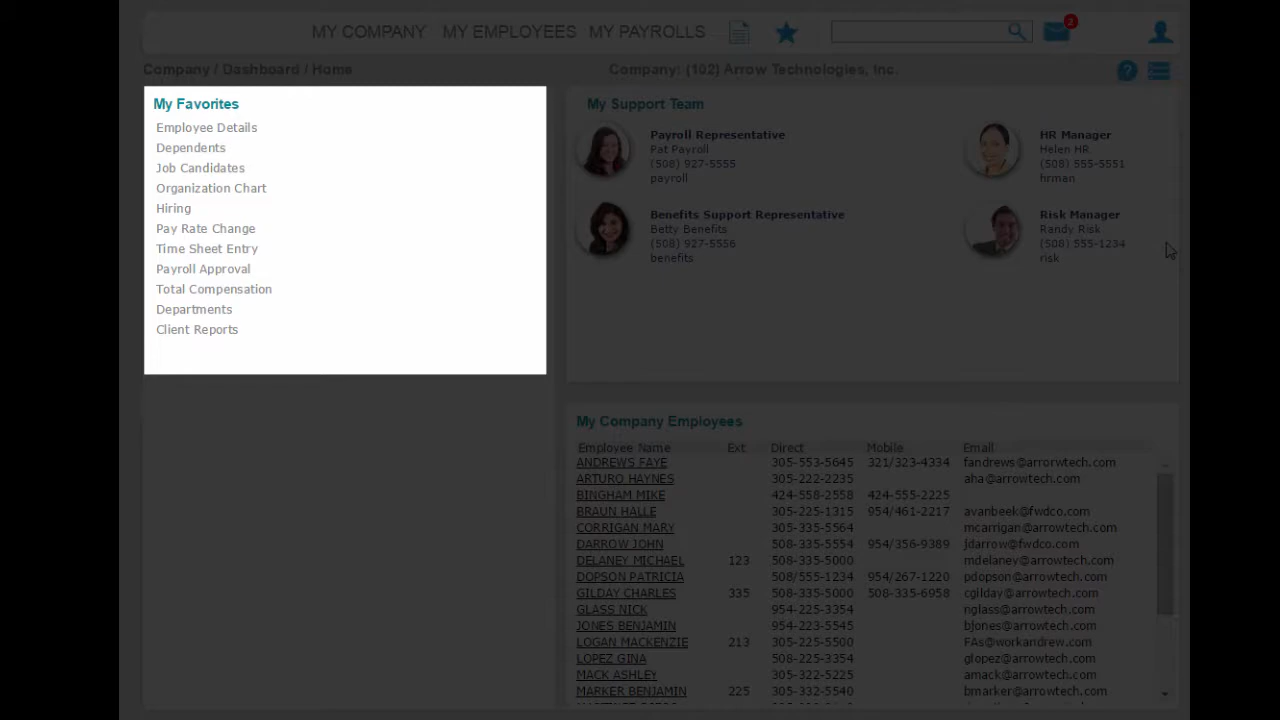 MY COMPANY MY EMPLOYEES MY PAYROLLS 2
Company / Dashboard / Home Company: (102) Arrow Technologies, Inc. ?
My Favorites
Employee Details
Dependents
Job Candidates
Organization Chart
Hiring
Pay Rate Change
Time Sheet Entry
Payroll Approval
Total Compensation
Departments
Client Reports
My Support Team
Payroll Representative
Pat Payroll
(508) 927-5555
payroll
HR Manager
Helen HR
(508) 555-5551
hrman
Benefits Support Representative
Betty Benefits
(508) 927-5556
benefits
Risk Manager
Randy Risk
(508) 555-1234
risk
My Company Employees
Employee Name Ext Direct Mobile Email
ANDREWS FAYE 305-553-5645 321/323-4334 fandrews@arrorwtech.com
ARTURO HAYNES 305-222-2235 aha@arrowtech.com
BINGHAM MIKE 424-558-2558 424-555-2225
BRAUN HALLE 305-225-1315 954/461-2217 avanbeek@fwdco.com
CORRIGAN MARY 305-335-5564 mcarrigan@arrowtech.com
DARROW JOHN 508-335-5554 954/356-9389 jdarrow@fwdco.com
DELANEY MICHAEL 123 508-335-5000 mdelaney@arrowtech.com
DOPSON PATRICIA 508/555-1234 954/267-1220 pdopson@arrowtech.com
GILDAY CHARLES 335 508-335-5000 508-335-6958 cgilday@arrowtech.com
GLASS NICK 954-225-3354 nglass@arrowtech.com
JONES BENJAMIN 954-223-5545 bjones@arrowtech.com
LOGAN MACKENZIE 213 305-225-5500 FAs@workandrew.com
LOPEZ GINA 508-225-3354 glopez@arrowtech.com
MACK ASHLEY 305-322-5225 amack@arrowtech.com
MARKER BENJAMIN 225 305-332-5540 bmarker@arrowtech.com